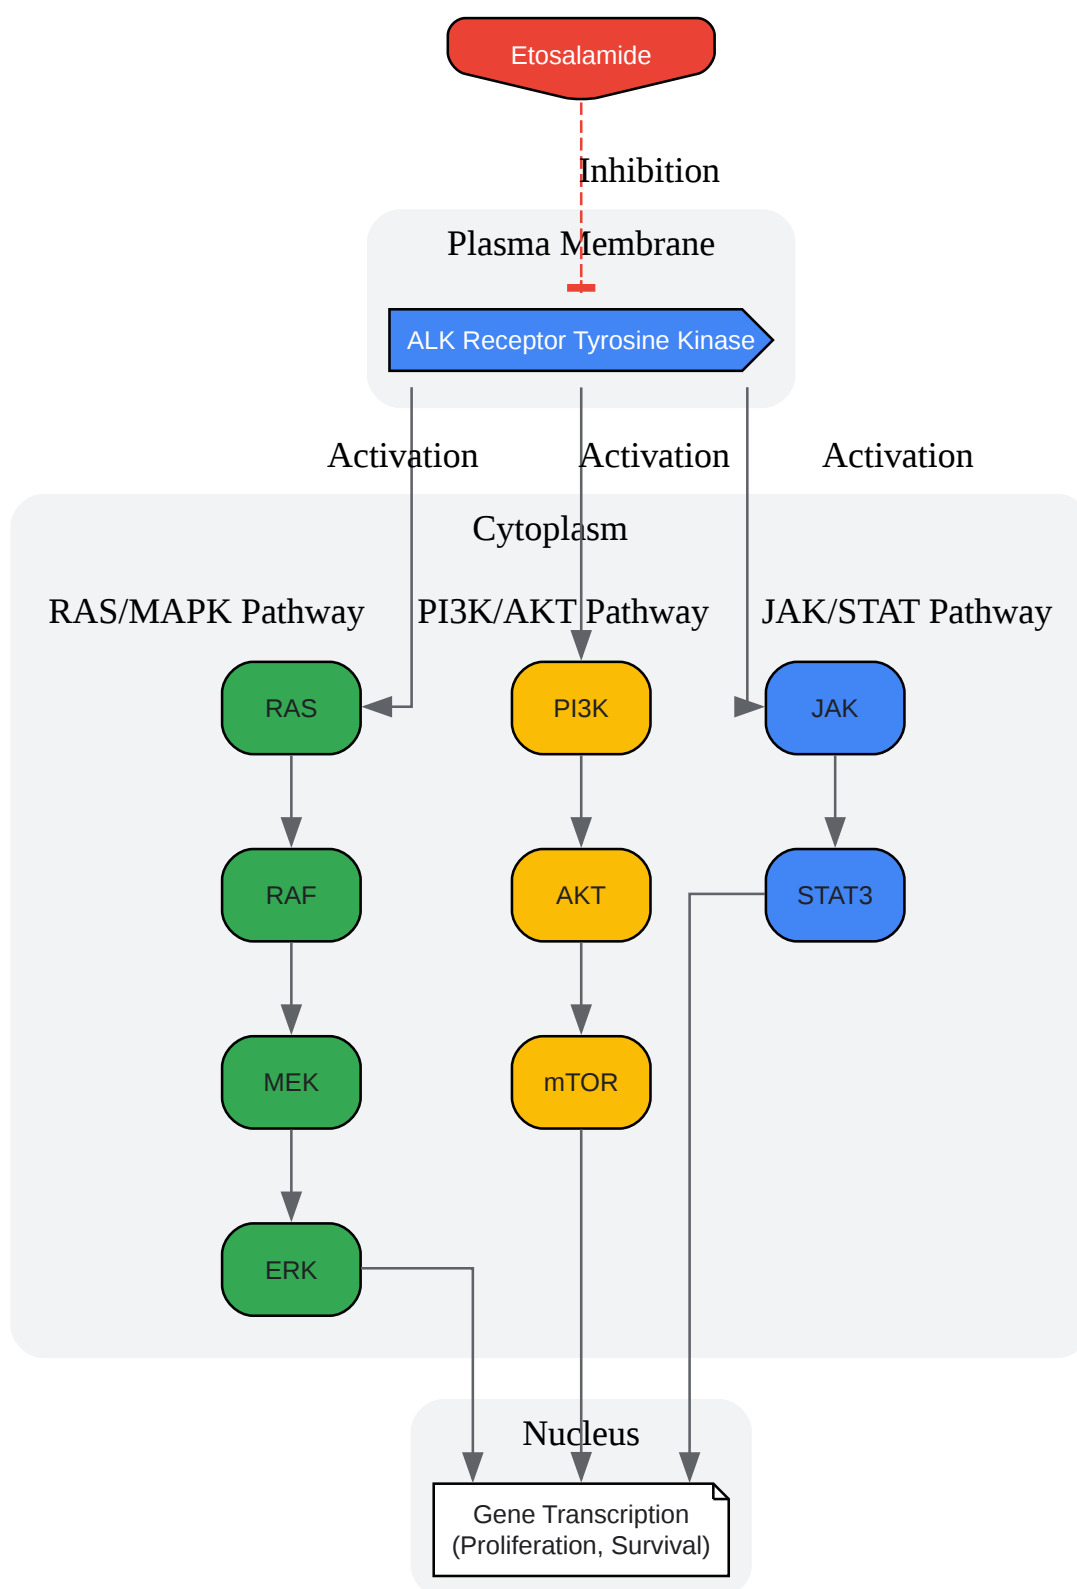 Etosalamide
Inhibition
Plasma Membrane
ALK Receptor Tyrosine Kinase
Activation
Activation
Activation
Cytoplasm
RAS/MAPK Pathway
PI3K/AKT Pathway
JAK/STAT Pathway
RAS
PI3K
JAK
RAF
AKT
STAT3
MEK
mTOR
ERK
Nucleus
Gene Transcription
(Proliferation, Survival)